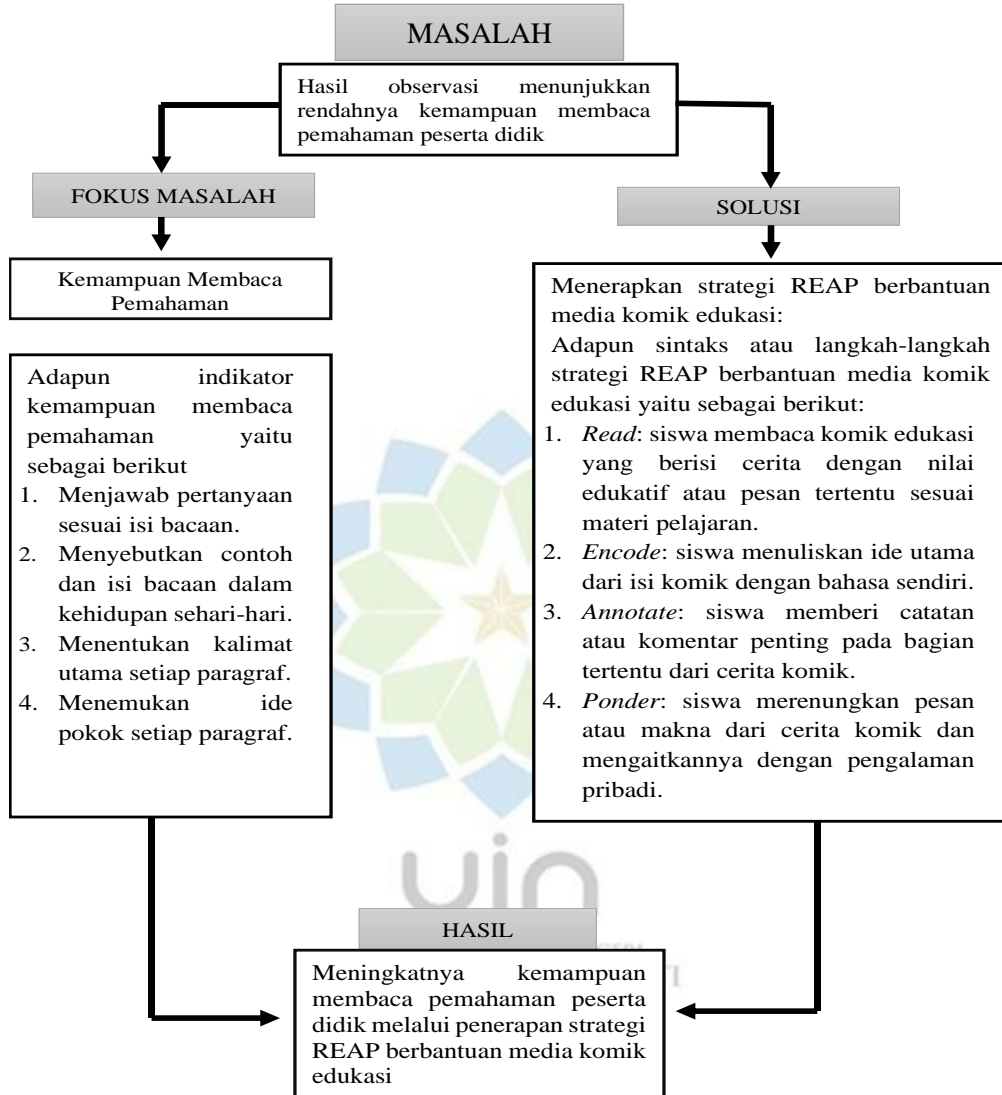 MASALAH
Hasil observasi menunjukkan
rendahnya kemampuan membaca
pemahaman peserta didik
FOKUS MASALAH
SOLUSI
Kemampuan Membaca
Pemahaman
Adapun indikator
kemampuan membaca
pemahaman yaitu
sebagai berikut
1. Menjawab pertanyaan
sesuai isi bacaan.
2. Menyebutkan contoh
dan isi bacaan dalam
kehidupan sehari-hari.
3. Menentukan kalimat
utama setiap paragraf.
4. Menemukan ide
pokok setiap paragraf.
Menerapkan strategi REAP berbantuan
media komik edukasi:
Adapun sintaks atau langkah-langkah
strategi REAP berbantuan media komik
edukasi yaitu sebagai berikut:
1. Read: siswa membaca komik edukasi
yang berisi cerita dengan nilai
edukatif atau pesan tertentu sesuai
materi pelajaran.
2. Encode: siswa menuliskan ide utama
dari isi komik dengan bahasa sendiri.
3. Annotate: siswa memberi catatan
atau komentar penting pada bagian
tertentu dari cerita komik.
4. Ponder: siswa merenungkan pesan
atau makna dari cerita komik dan
mengaitkannya dengan pengalaman
pribadi.
uin
HASIL
Meningkatnya kemampuan
membaca pemahaman peserta
didik melalui penerapan strategi
REAP berbantuan media komik
edukasi